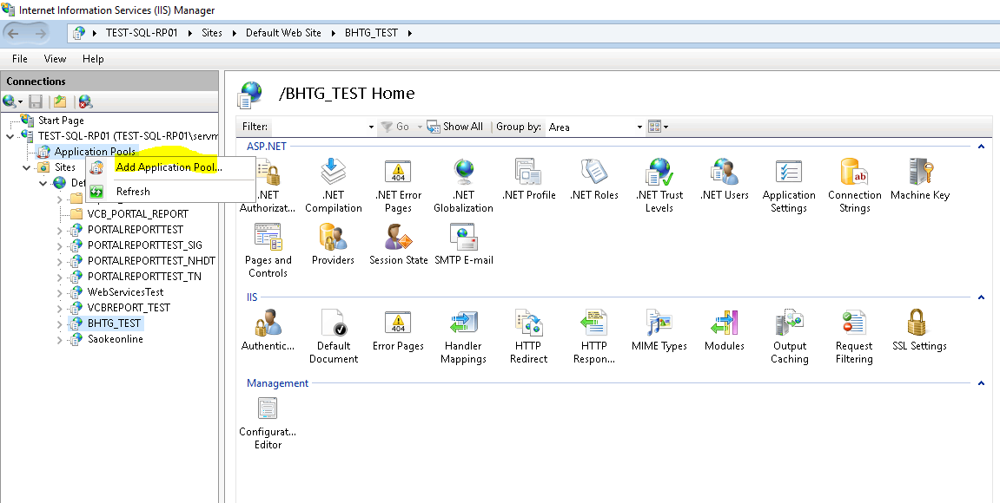 Internet Information Services (IIS) Manager
TEST-SQL-RP01 Sites Default Web Site BHTG_TEST
File View Help
Connections
Start Page
TEST-SQL-RP01 (TEST-SQL-RP01\servm
Application Pools
Sites
Add Application Pool...
Refresh
VCB_PORTAL_REPORT
PORTALREPORTTEST
PORTALREPORTTEST_SIG
PORTALREPORTTEST_NHDT
PORTALREPORTTEST_TN
WebServicesTest
VCBREPORT_TEST
BHTG_TEST
Saokeonline
/BHTG_TEST Home
Filter: Go Show All Group by: Area
ASP.NET
.NET Authorizat...
.NET Compilation
.NET Error Pages
.NET Globalization
.NET Profile
.NET Roles
.NET Trust Levels
.NET Users
Application Settings
Connection Strings
Machine Key
Pages and Controls
Providers
Session State
SMTP E-mail
IIS
Authentic...
Default Document
Error Pages
Handler Mappings
HTTP Redirect
HTTP Respon...
MIME Types
Modules
Output Caching
Request Filtering
SSL Settings
Management
Configurat... Editor